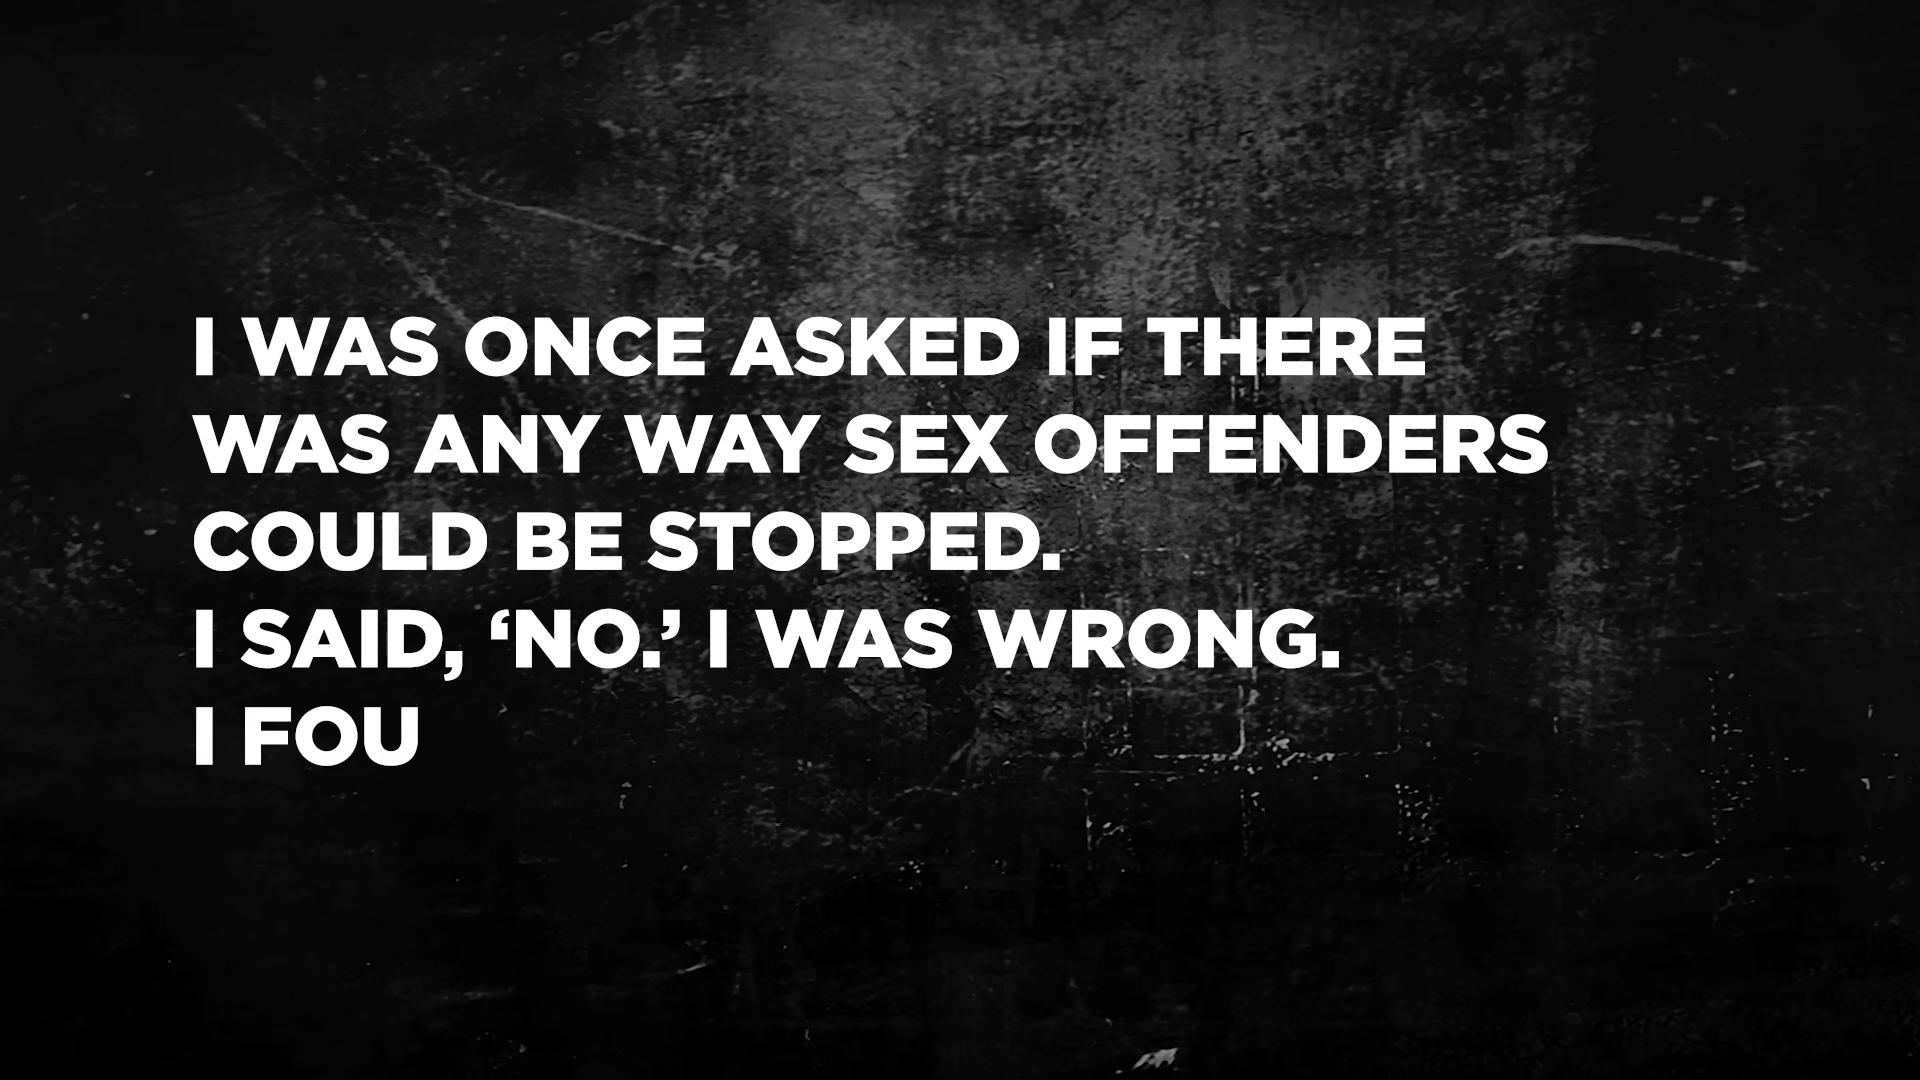 I WAS ONCE ASKED IF THERE
WAS ANY WAY SEX OFFENDERS
COULD BE STOPPED.
I SAID, ‘NO.’ I WAS WRONG.
I FOU